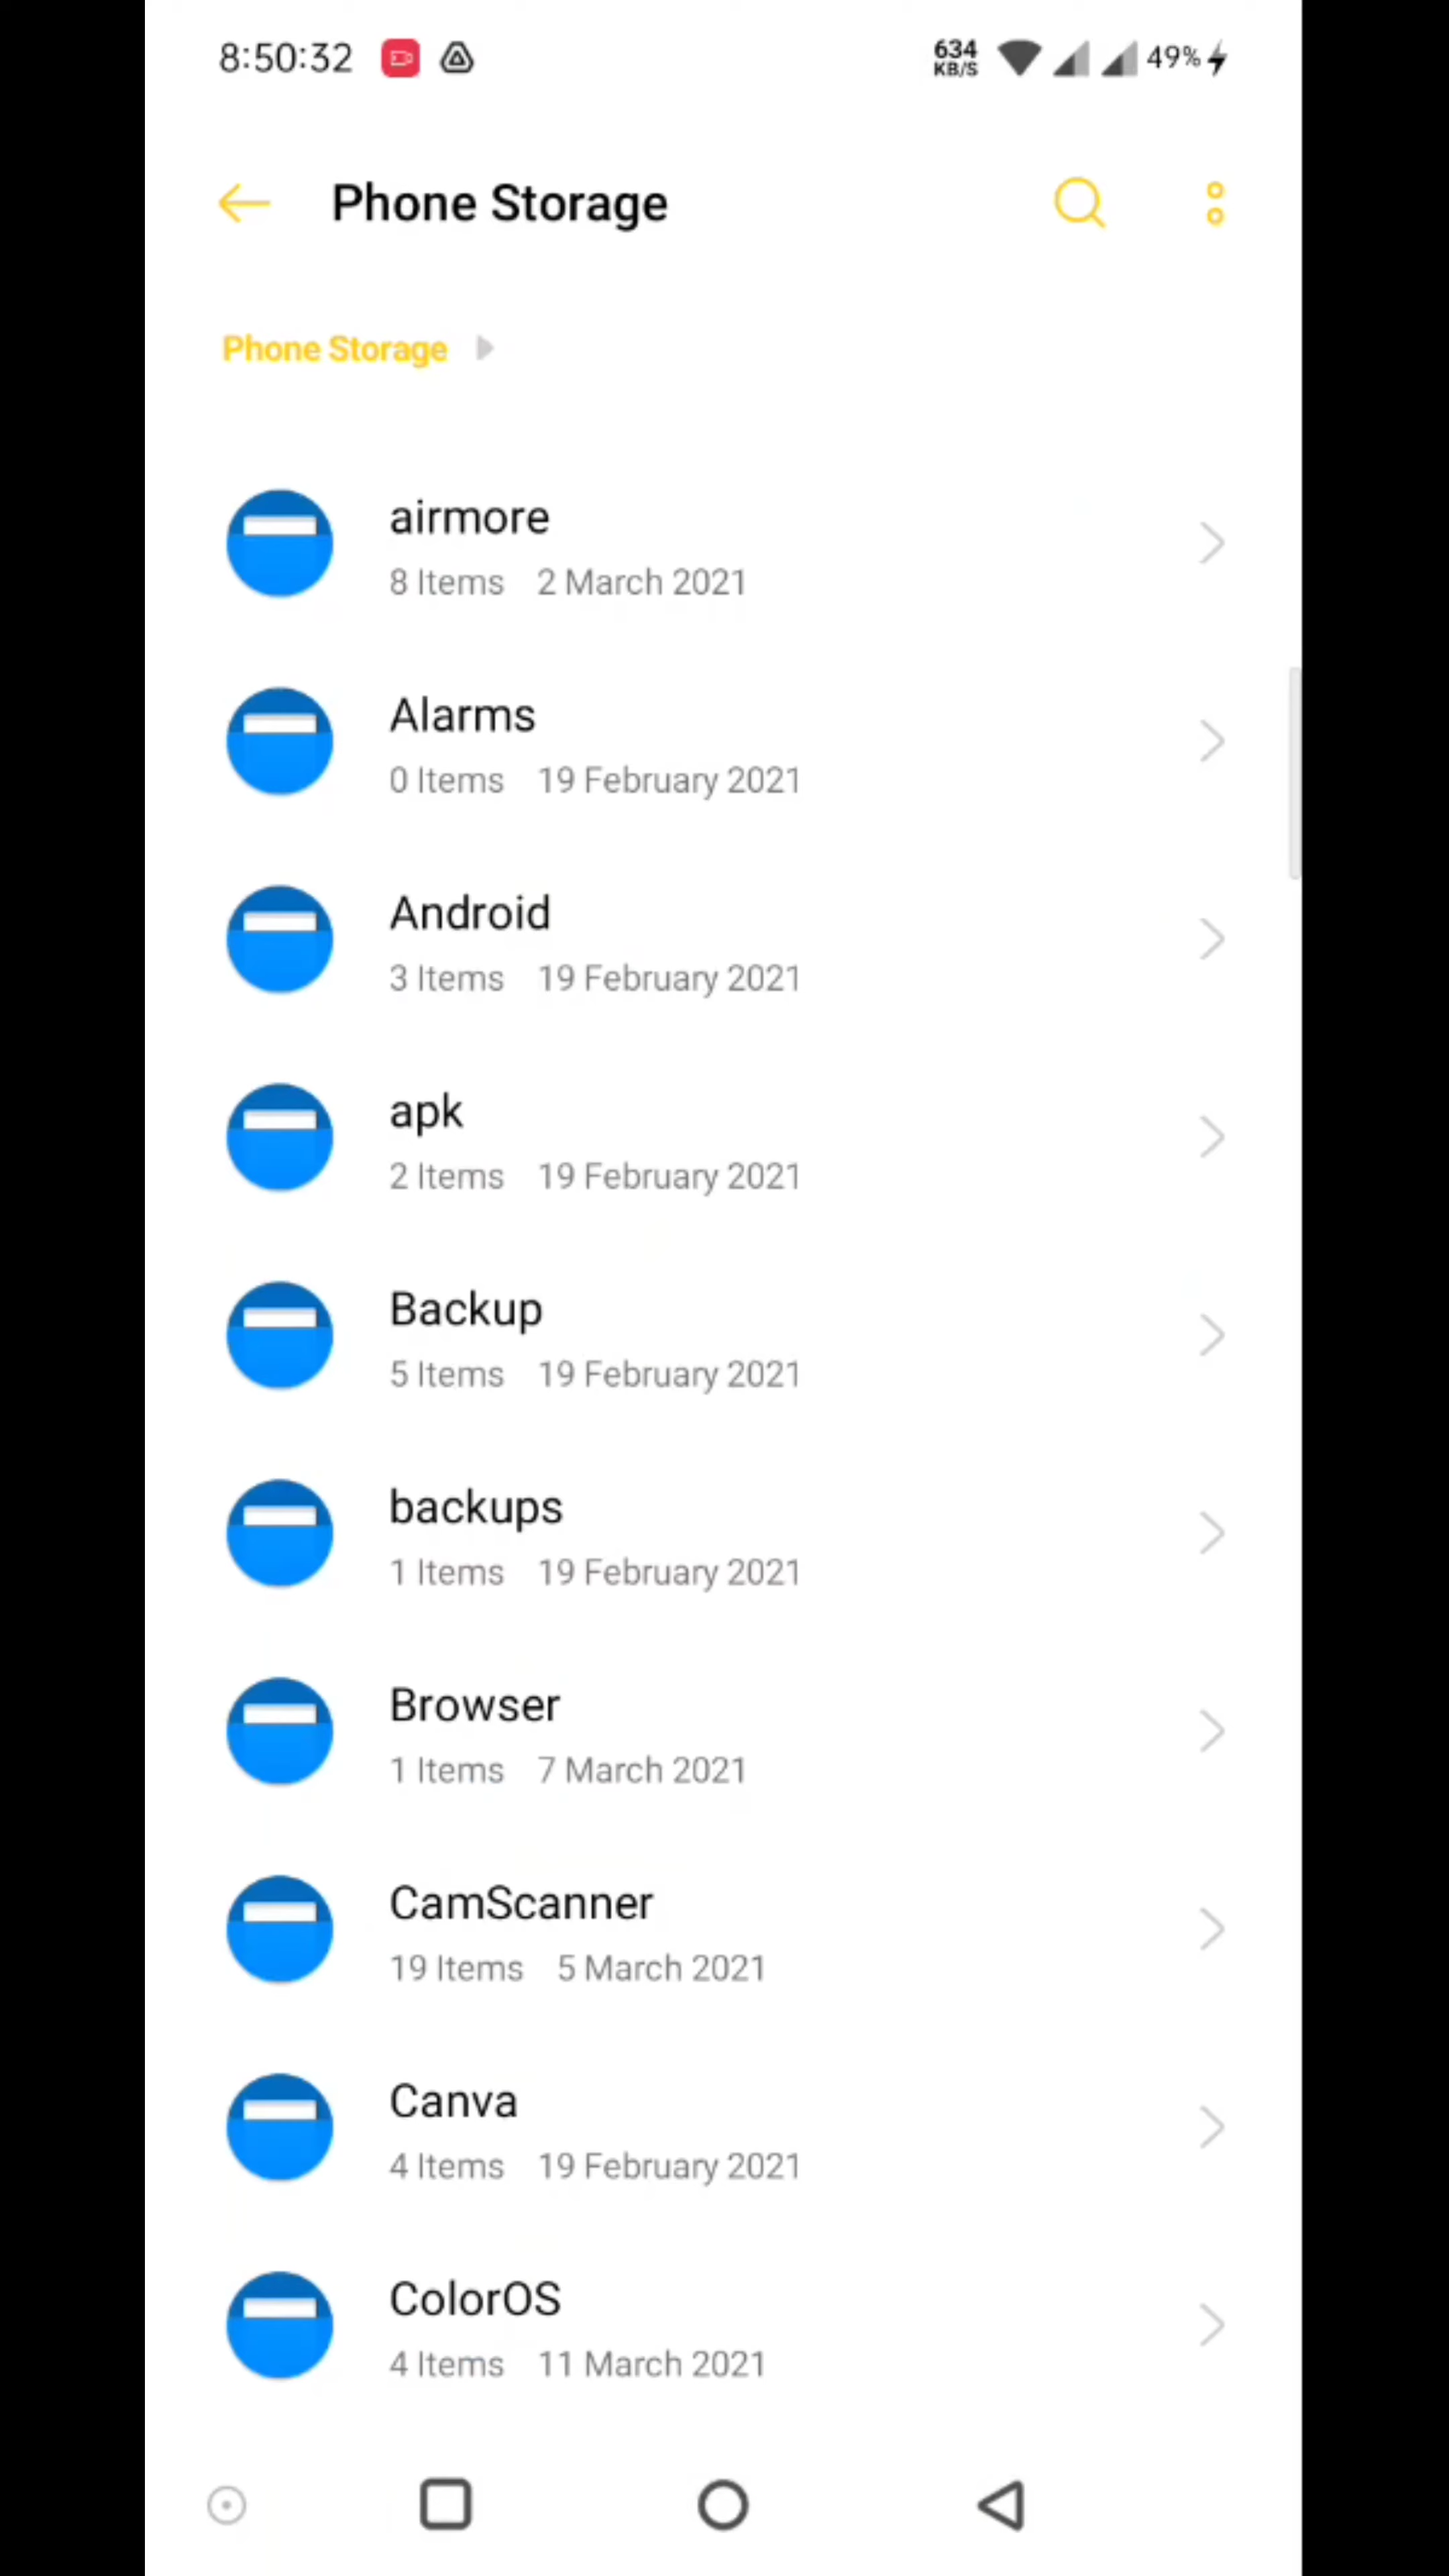 8:50:32 634 KB/S 49%
Phone Storage
Phone Storage
airmore
8 Items 2 March 2021
Alarms
0 Items 19 February 2021
Android
3 Items 19 February 2021
apk
2 Items 19 February 2021
Backup
5 Items 19 February 2021
backups
1 Items 19 February 2021
Browser
1 Items 7 March 2021
CamScanner
19 Items 5 March 2021
Canva
4 Items 19 February 2021
ColorOS
4 Items 11 March 2021